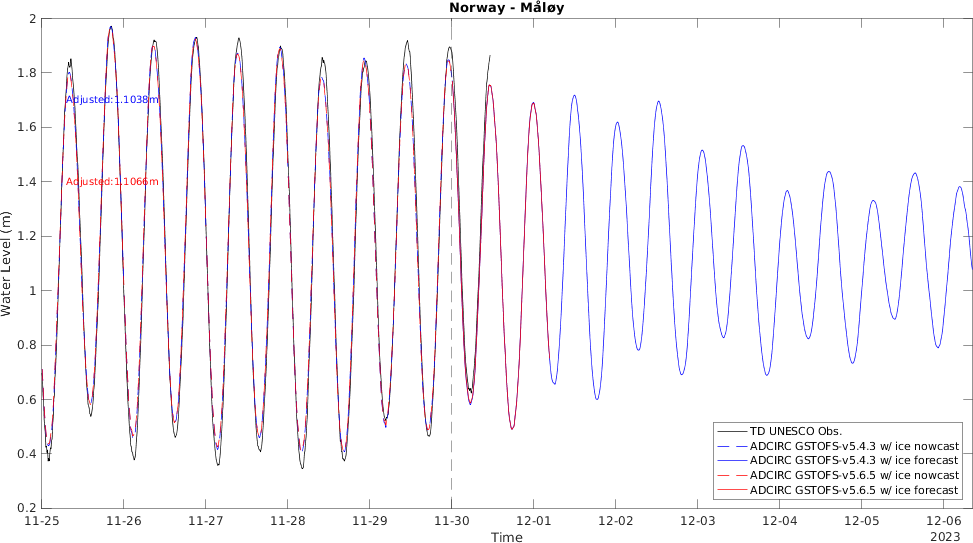 Norway - Måløy
2
1.8
1.6
1.4
1.2
1
0.8
0.6
0.4
0.2
Water Level (m)
Adjusted:1.1038m
Adjusted:1.1066m
TD UNESCO Obs.
ADCIRC GSTOFS-v5.4.3 w/ ice nowcast
ADCIRC GSTOFS-v5.4.3 w/ ice forecast
ADCIRC GSTOFS-v5.6.5 w/ ice nowcast
ADCIRC GSTOFS-v5.6.5 w/ ice forecast
11-25 11-26 11-27 11-28 11-29 11-30 12-01 12-02 12-03 12-04 12-05 12-06
Time
2023